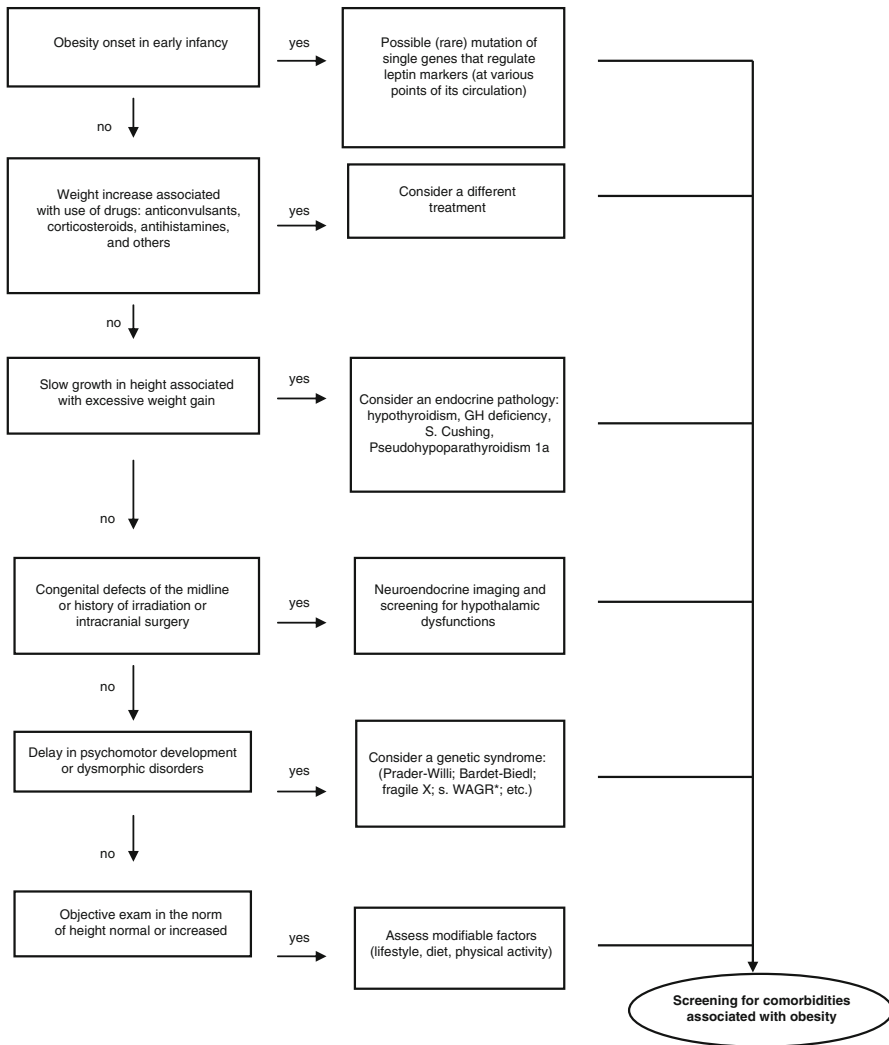 Obesity onset in early infancy
yes
Possible (rare) mutation of
single genes that regulate
leptin markers (at various
points of its circulation)
no
Weight increase associated
with use of drugs: anticonvulsants,
corticosteroids, antihistamines,
and others
yes
Consider a different
treatment
no
Slow growth in height associated
with excessive weight gain
yes
Consider an endocrine pathology:
hypothyroidism, GH deficiency,
S. Cushing,
Pseudohypoparathyroidism 1a
no
Congenital defects of the midline
or history of irradiation or
intracranial surgery
yes
Neuroendocrine imaging and
screening for hypothalamic
dysfunctions
no
Delay in psychomotor development
or dysmorphic disorders
yes
Consider a genetic syndrome:
(Prader-Willi; Bardet-Biedl;
fragile X; s. WAGR*; etc.)
no
Objective exam in the norm
of height normal or increased
yes
Assess modifiable factors
(lifestyle, diet, physical activity)
Screening for comorbidities
associated with obesity